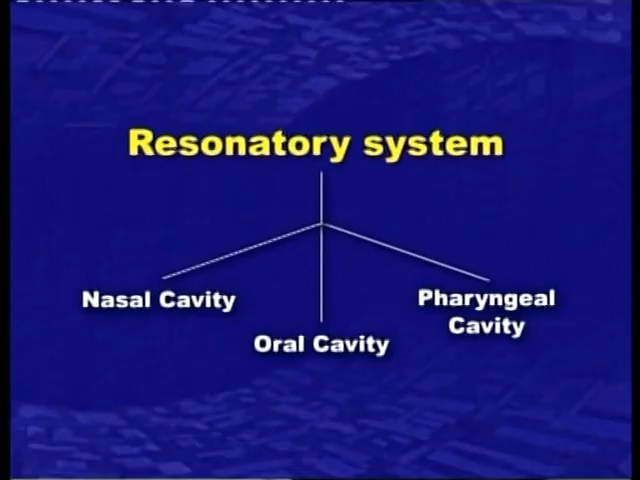 Resonatory system
Nasal Cavity
Oral Cavity
Pharyngeal
Cavity